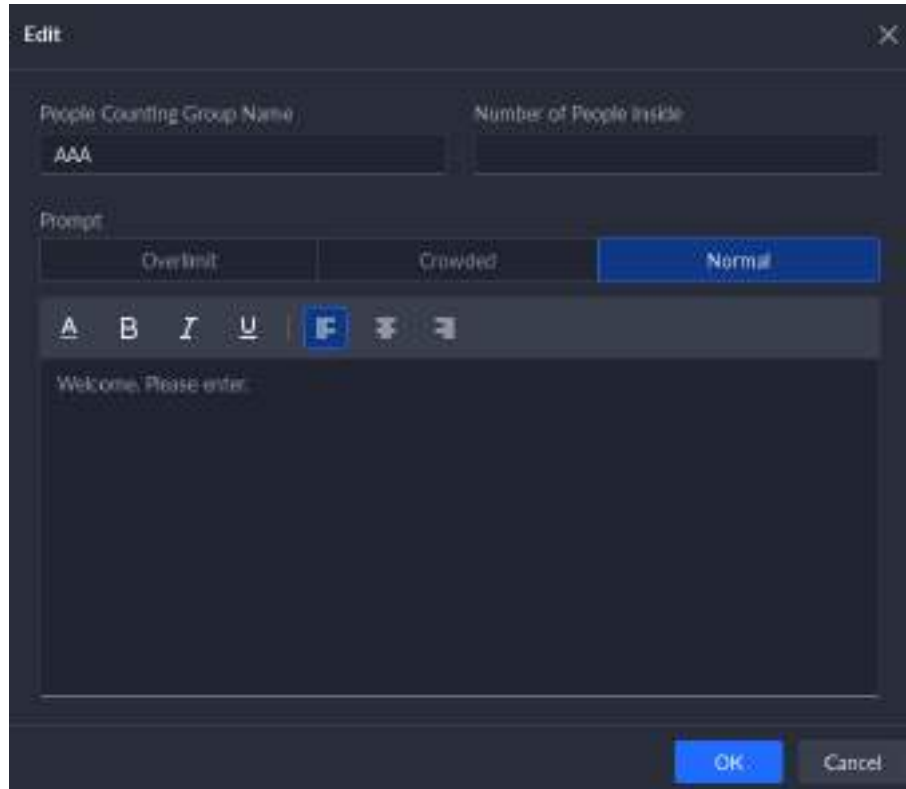 Edit
People Counting Group Name
Number of People Inside
AAA
Prompt
Overlimit
Crowded
Normal
A B I U
Welcome. Please enter.
OK
Cancel